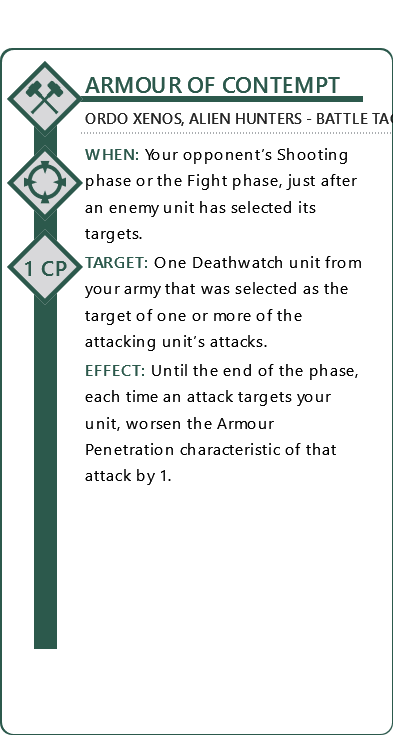 ARMOUR OF CONTEMPT
ORDO XENOS, ALIEN HUNTERS - BATTLE TAC
WHEN: Your opponent's Shooting
phase or the Fight phase, just after
an enemy unit has selected its
targets.
1 CP
TARGET: One Deathwatch unit from
your army that was selected as the
target of one or more of the
attacking unit's attacks.
EFFECT: Until the end of the phase,
each time an attack targets your
unit, worsen the Armour
Penetration characteristic of that
attack by 1.